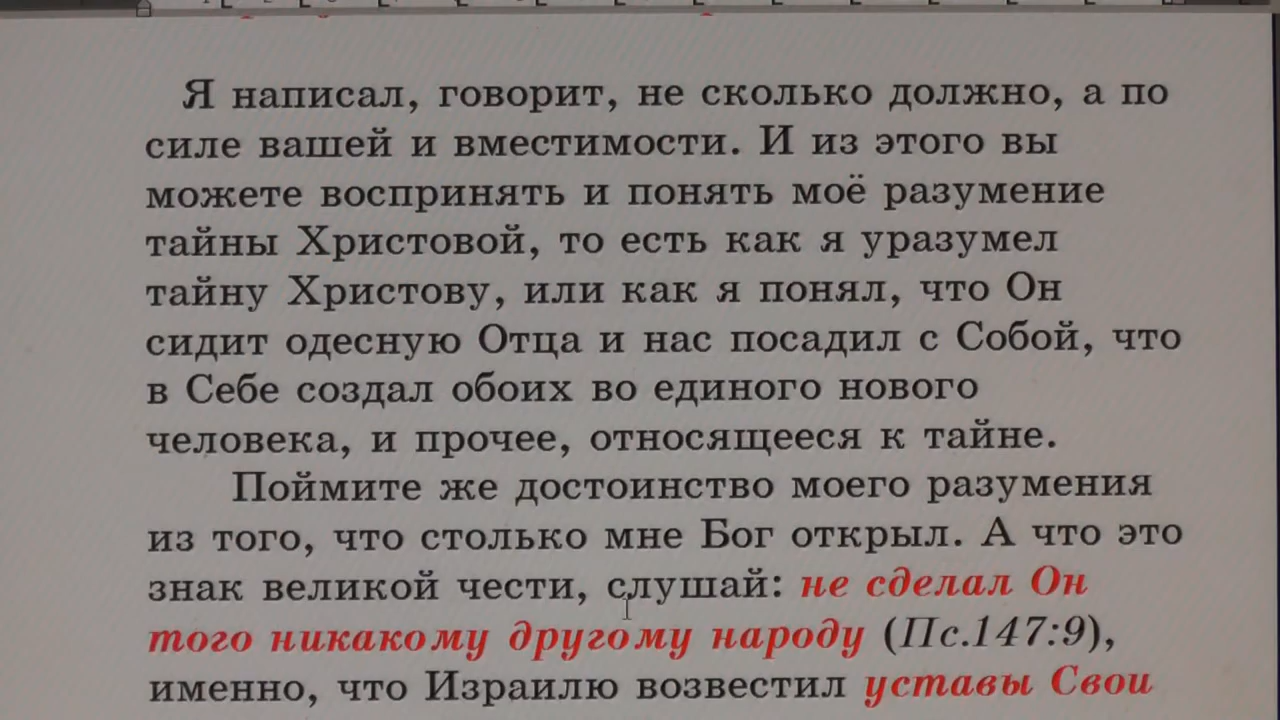 Я написал, говорит, не сколько должно, а по
силе вашей и вместимости. И из этого вы
можете воспринять и понять моё разумение
тайны Христовой, то есть как я уразумел
тайну Христову, или как я понял, что Он
сидит одесную Отца и нас посадил с Собой, что
в Себе создал обоих во единого нового
человека, и прочее, относящееся к тайне.
Поймите же достоинство моего разумения
из того, что столько мне Бог открыл. А что это
знак великой чести, слушай: не сделал Он
того никакому другому народу (Пс.147:9),
именно, что Израилю возвестил уставы Свои